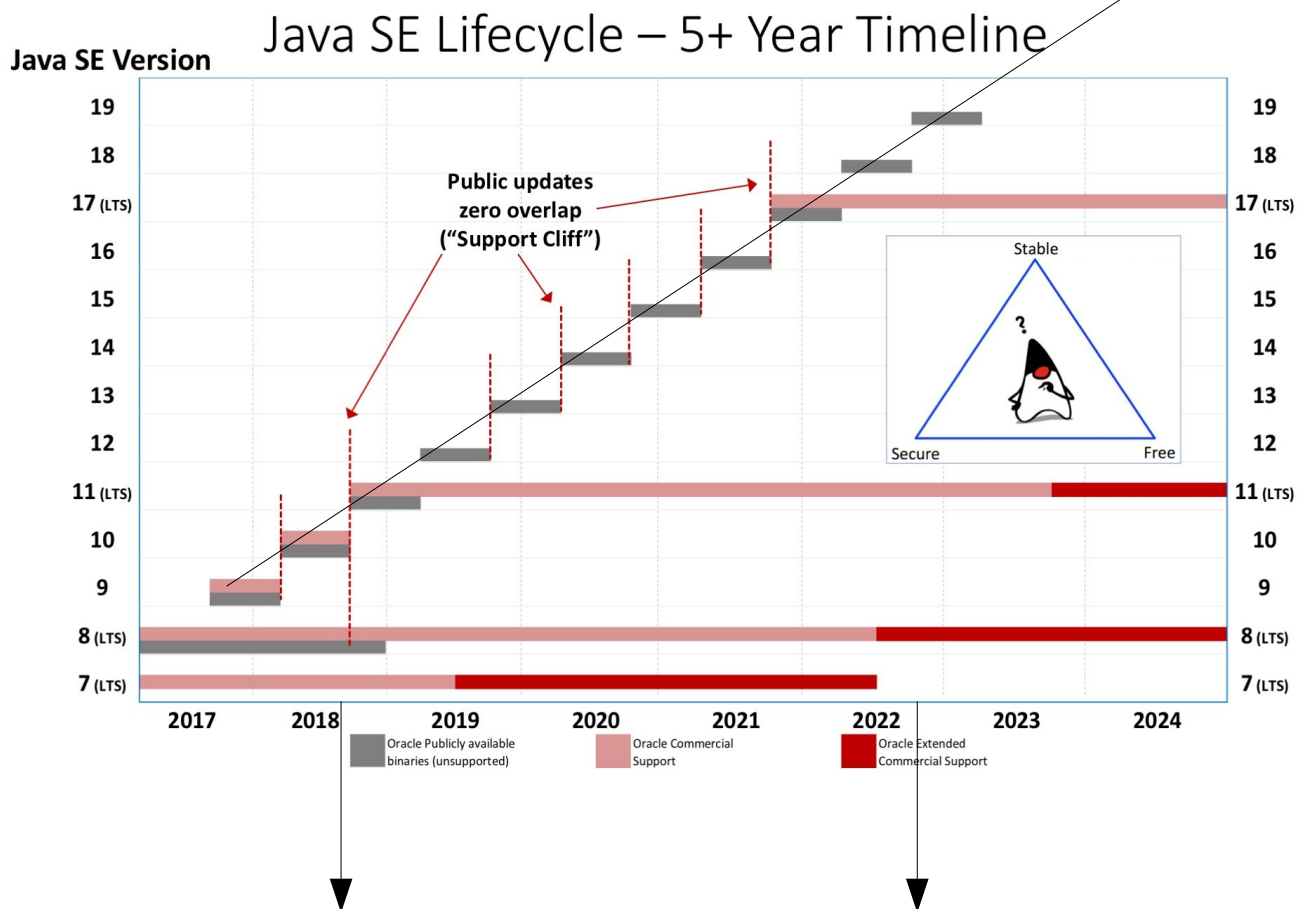 Java SE Lifecycle – 5+ Year Timeline
Java SE Version
19
18
17 (LTS)
16
15
14
13
12
11 (LTS)
10
9
8 (LTS)
7 (LTS)
Public updates
zero overlap
(“Support Cliff”)
Stable
?
Secure
Free
19
18
17 (LTS)
16
15
14
13
12
11 (LTS)
10
9
8 (LTS)
7 (LTS)
2017
2018
2019
2020
2021
2022
2023
2024
Oracle Publicly available
binaries (unsupported)
Oracle Commercial
Support
Oracle Extended
Commercial Support